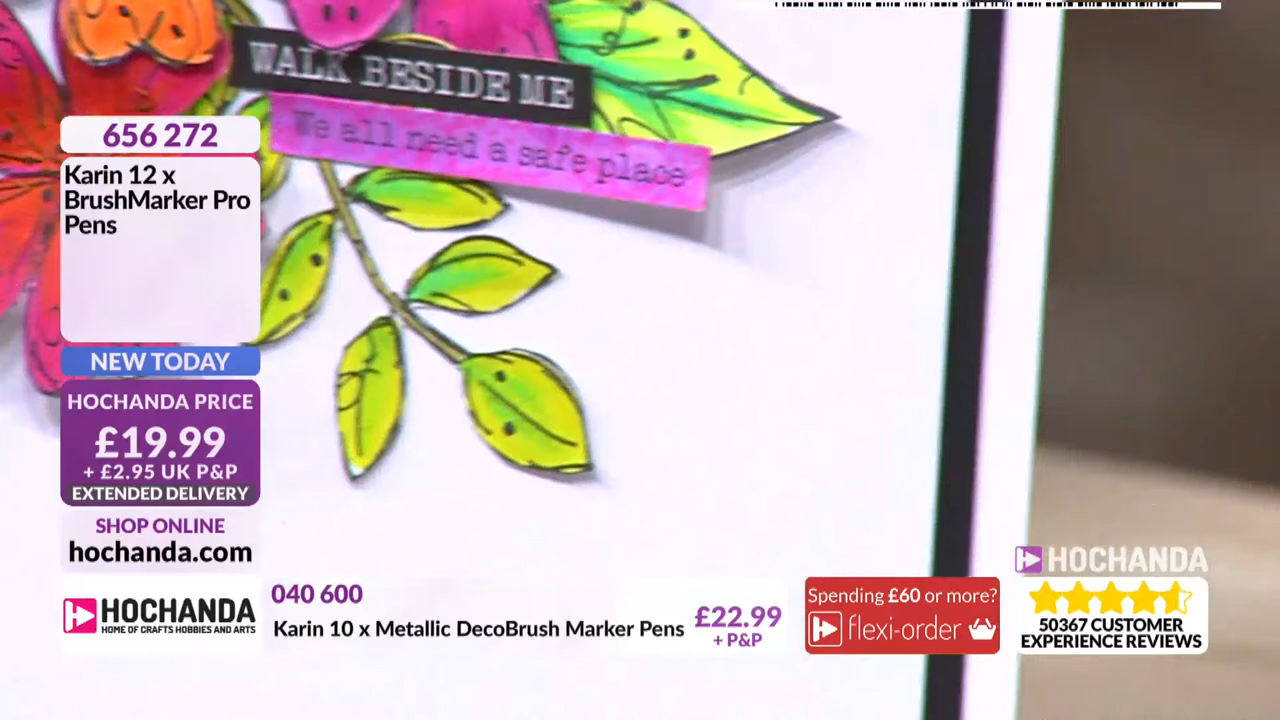 WALK BESIDE ME
We all need a safe place
656 272
Karin 12 x
BrushMarker Pro
Pens
NEW TODAY
HOCHANDA PRICE
£19.99
+ £2.95 UK P&P
EXTENDED DELIVERY
SHOP ONLINE
hochanda.com
HOCHANDA
HOME OF CRAFTS HOBBIES AND ARTS
040 600
Karin 10 x Metallic DecoBrush Marker Pens
£22.99
+ P&P
Spending £60 or more?
flexi-order
HOCHANDA
50367 CUSTOMER
EXPERIENCE REVIEWS